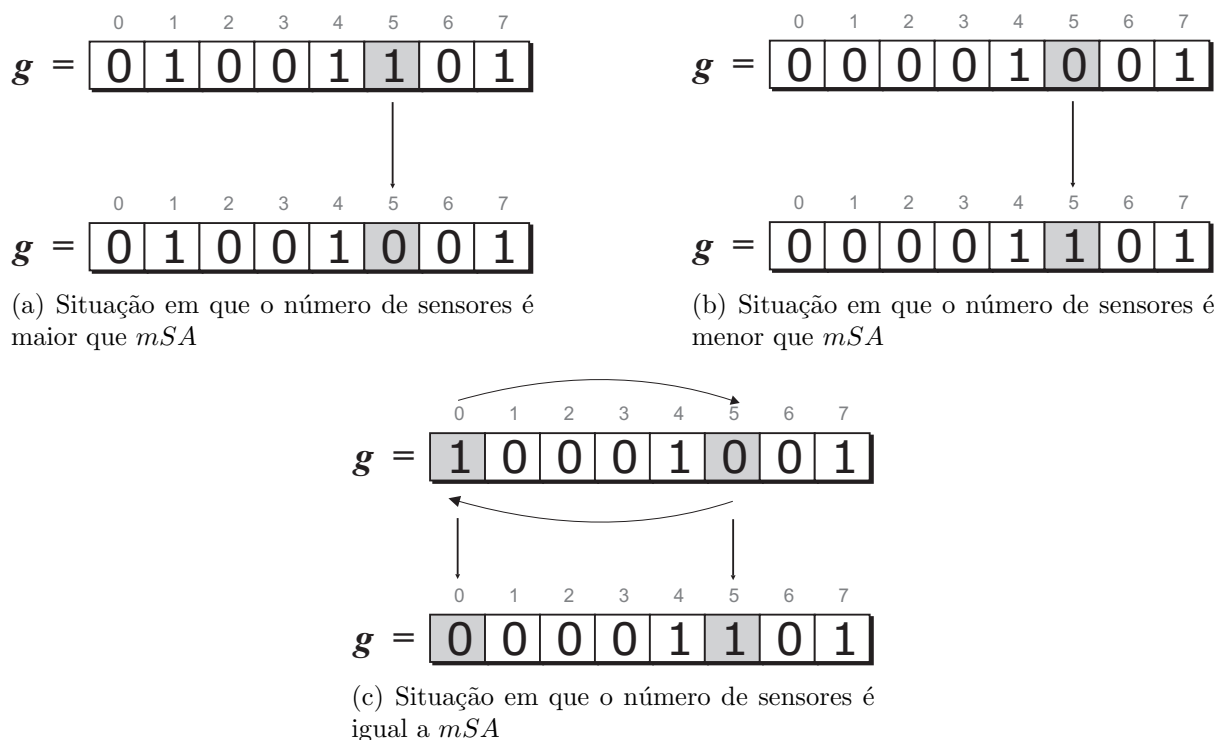 0 1 2 3 4 5 6 7
g = 0 1 0 0 1 1 0 1
0 1 2 3 4 5 6 7
g = 0 1 0 0 1 0 0 1
(a) Situação em que o número de sensores é
maior que mSA
0 1 2 3 4 5 6 7
g = 0 0 0 0 1 0 0 1
0 1 2 3 4 5 6 7
g = 0 0 0 0 1 1 0 1
(b) Situação em que o número de sensores é
menor que mSA
0 1 2 3 4 5 6 7
g = 1 0 0 0 1 0 0 1
0 1 2 3 4 5 6 7
g = 0 0 0 0 1 1 0 1
(c) Situação em que o número de sensores é
igual a mSA